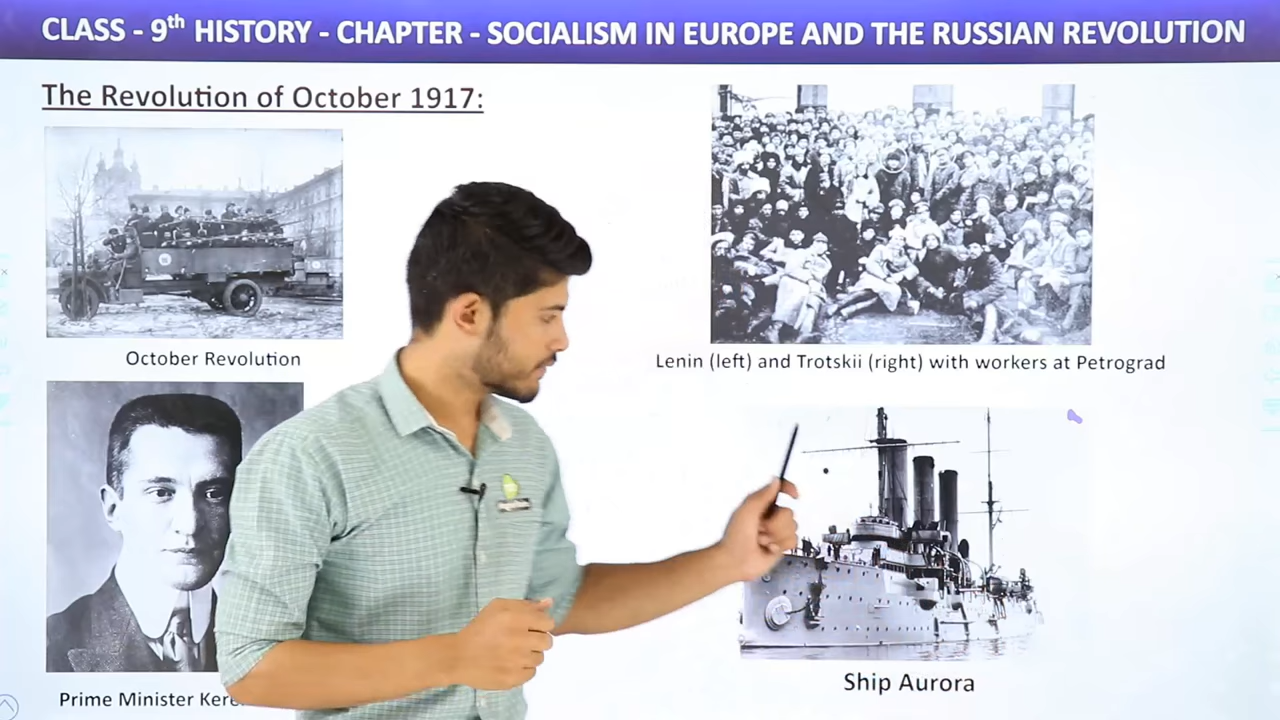 CLASS - 9th HISTORY - CHAPTER - SOCIALISM IN EUROPE AND THE RUSSIAN REVOLUTION
The Revolution of October 1917:
October Revolution
Lenin (left) and Trotskii (right) with workers at Petrograd
Prime Minister
Ship Aurora